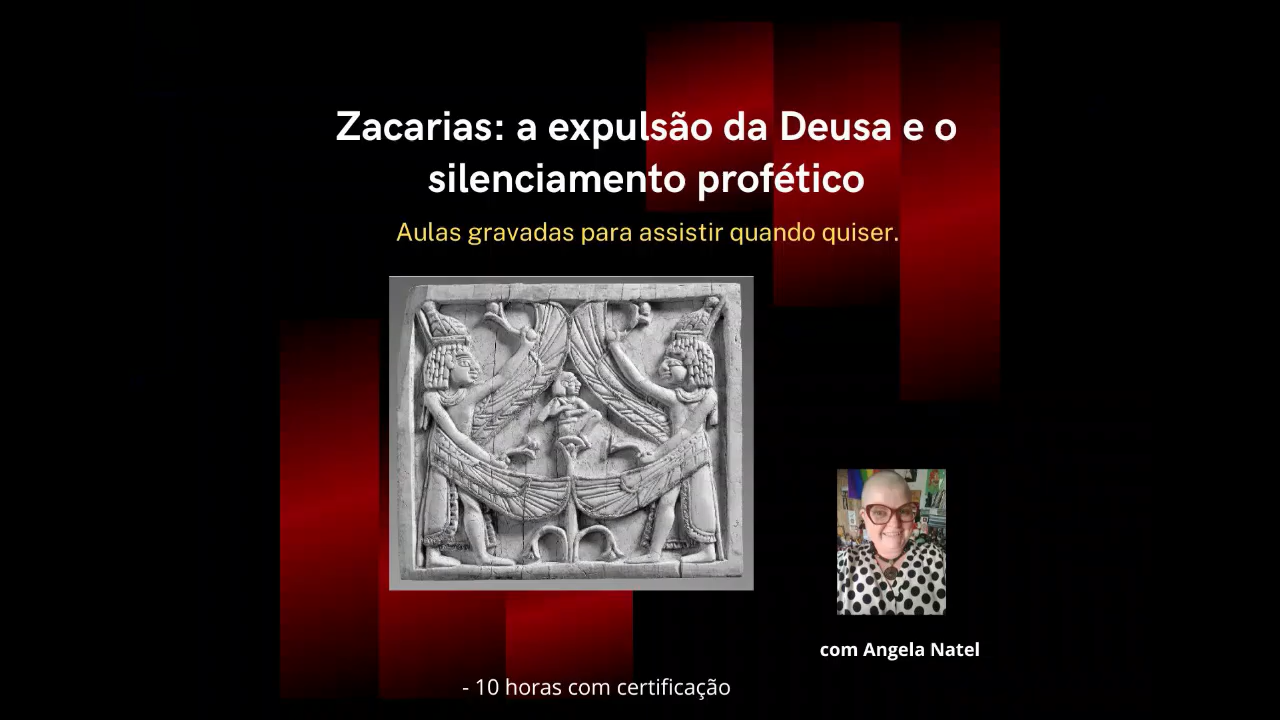 Zacarias: a expulsão da Deusa e o
silenciamento profético
Aulas gravadas para assistir quando quiser.
com Angela Natel
- 10 horas com certificação